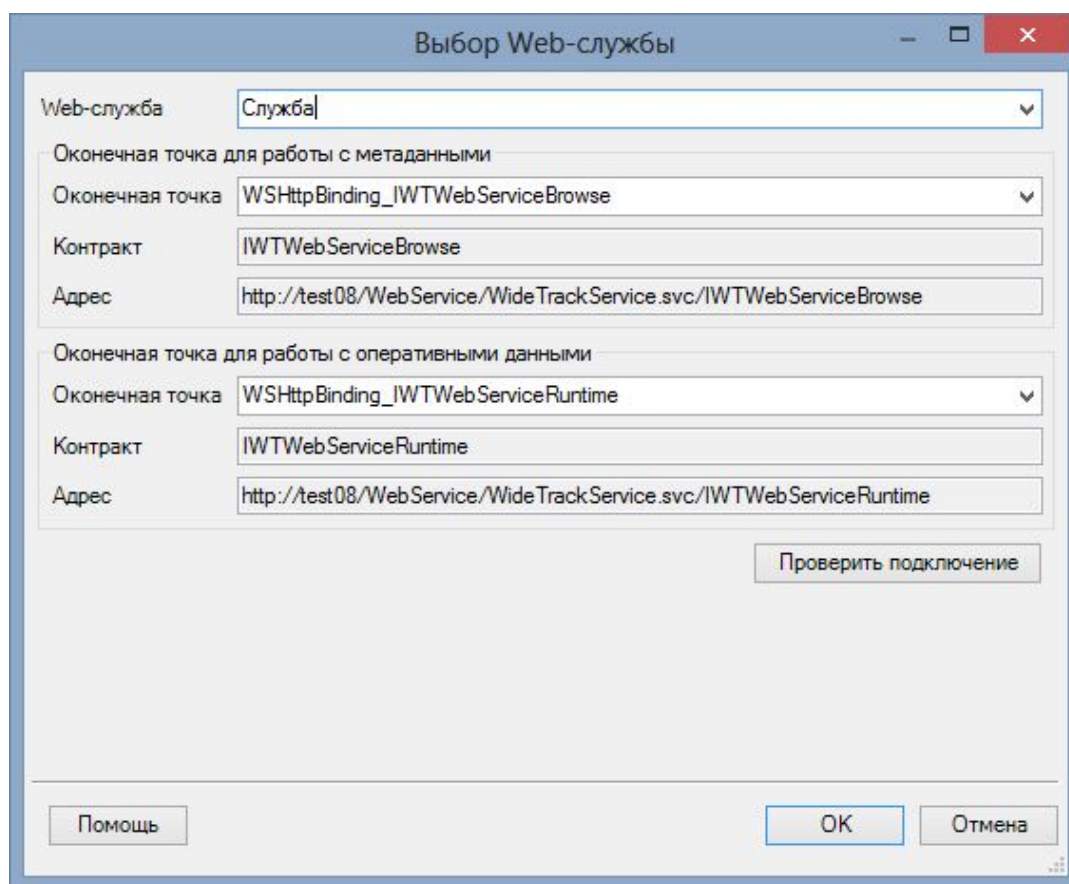 Выбор Web-службы
Web-служба Служба
Оконечная точка для работы с метаданными
Оконечная точка WSHttpBinding_IWTWebServiceBrowse
Контракт IWTWebServiceBrowse
Адрес http://test08/WebService/WideTrackService.svc/IWTWebServiceBrowse
Оконечная точка для работы с оперативными данными
Оконечная точка WSHttpBinding_IWTWebServiceRuntime
Контракт IWTWebServiceRuntime
Адрес http://test08/WebService/WideTrackService.svc/IWTWebServiceRuntime
Проверить подключение
Помощь OK Отмена